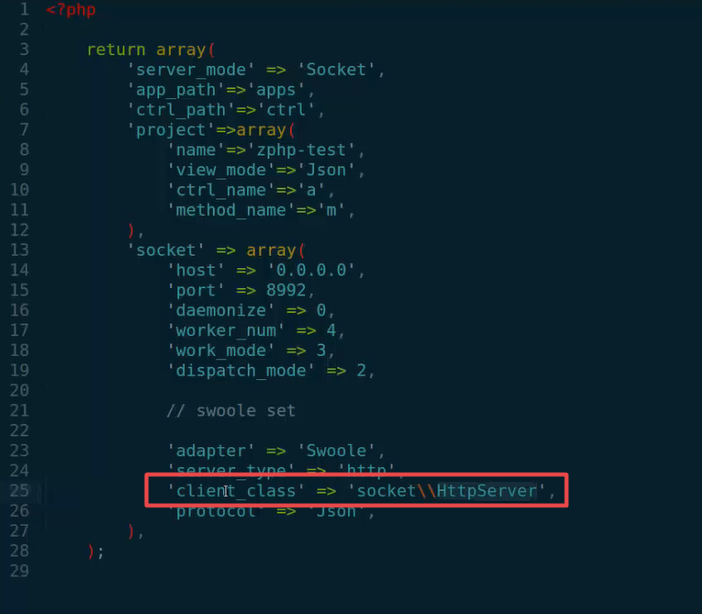 1 <?php
2
3 return array(
4 'server_mode' => 'Socket',
5 'app_path'=>'apps',
6 'ctrl_path'=>'ctrl',
7 'project'=>array(
8 'name'=>'zphp-test',
9 'view_mode'=>'Json',
10 'ctrl_name'=>'a',
11 'method_name'=>'m',
12 ),
13 'socket' => array(
14 'host' => '0.0.0.0',
15 'port' => 8992,
16 'daemonize' => 0,
17 'worker_num' => 4,
18 'work_mode' => 3,
19 'dispatch_mode' => 2,
20
21 // swoole set
22
23 'adapter' => 'Swoole',
24 'server_type' => 'http',
25 'client_class' => 'socket\\HttpServer',
26 'protocol' => 'Json',
27 ),
28 );
29